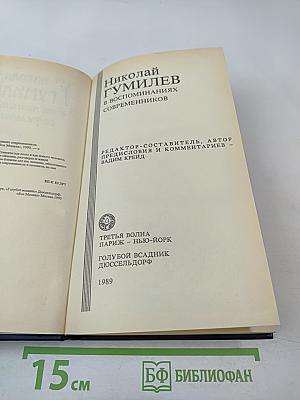 Николай
ГУМИЛЕВ
В ВОСПОМИНАНИЯХ
СОВРЕМЕННИКОВ
РЕДАКТОР-СОСТАВИТЕЛЬ, АВТОР
ПРЕДИСЛОВИЯ И КОММЕНТАРИЕВ –
ВАДИМ КРЕЙД
ТРЕТЬЯ ВОЛНА
ПАРИЖ – НЬЮ-ЙОРК
ГОЛУБОЙ ВСАДНИК
ДЮССЕЛЬДОРФ
1989
15 см
БФ БИБЛИОФАН